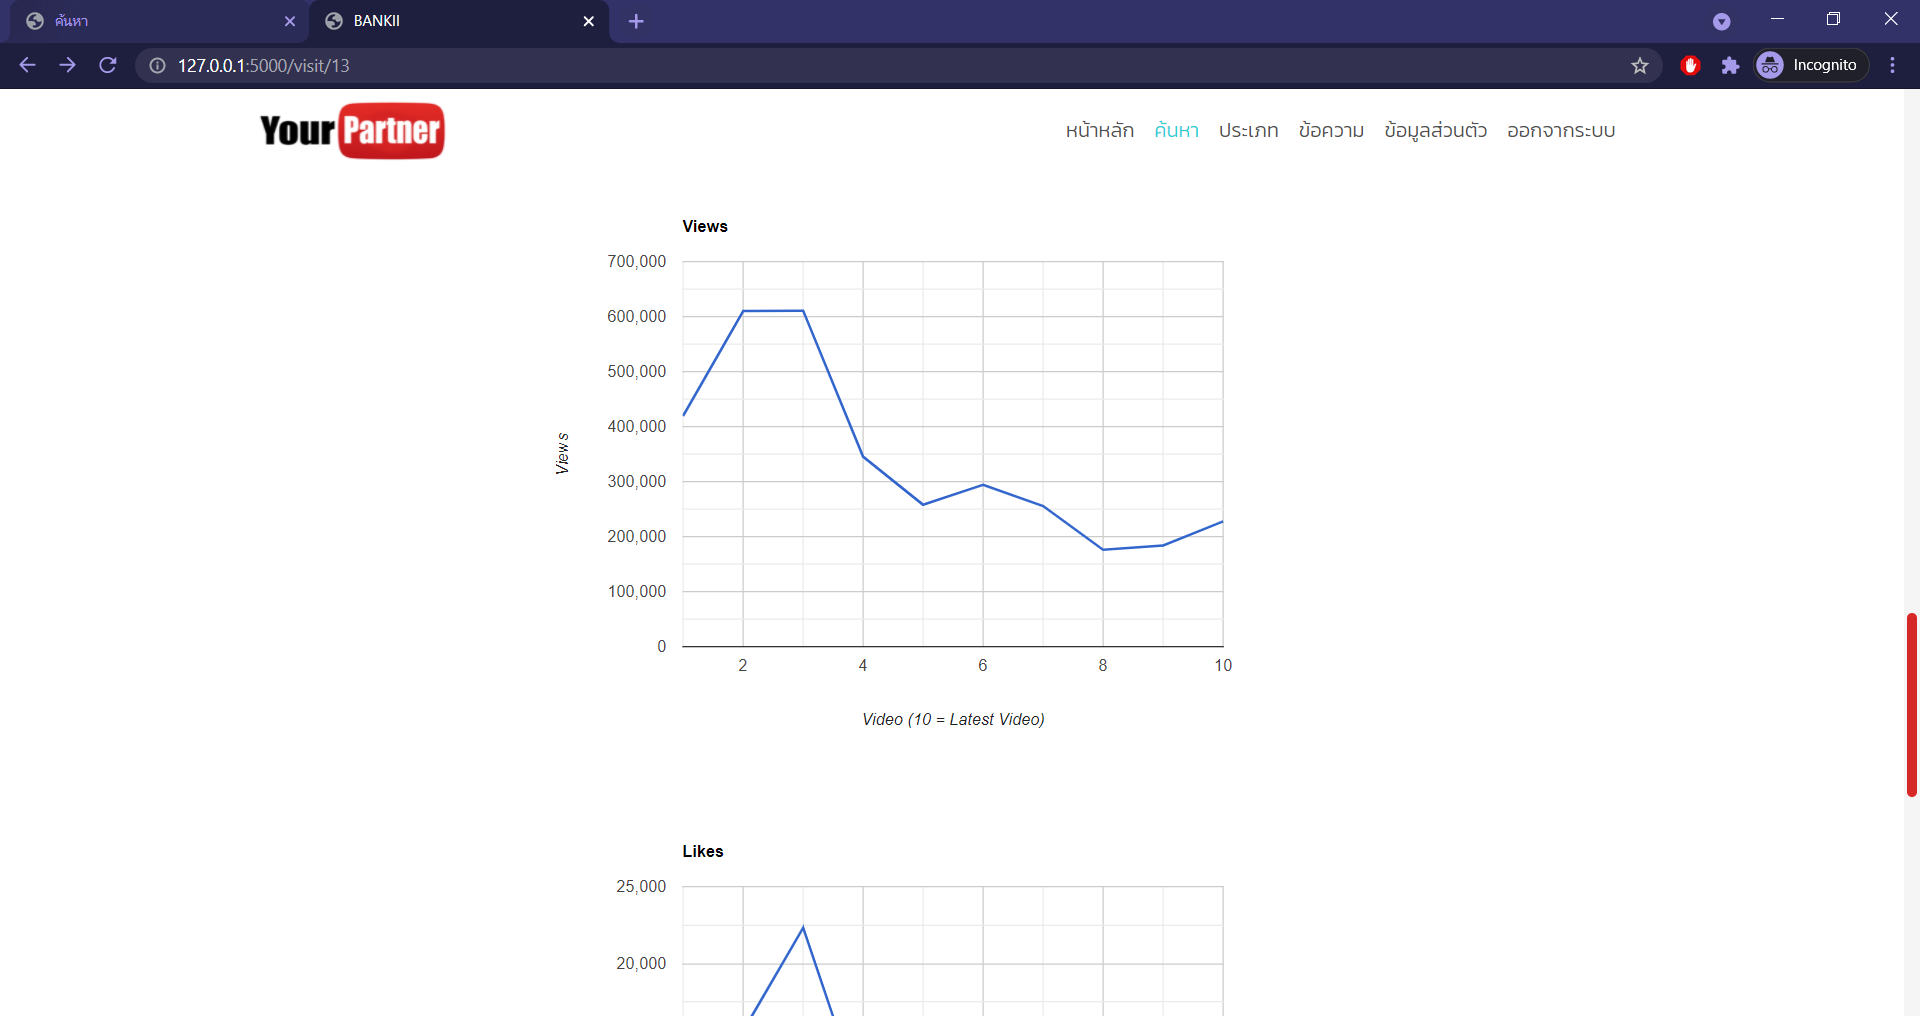 ค้นหา
BANKII
127.0.0.1:5000/visit/13
Incognito
Your Partner
หน้าหลัก ค้นหา ประเภท ข้อความ ข้อมูลส่วนตัว ออกจากระบบ
Views
700,000
600,000
500,000
400,000
300,000
200,000
100,000
0
Views
2 4 6 8 10
Video (10 = Latest Video)
Likes
25,000
20,000